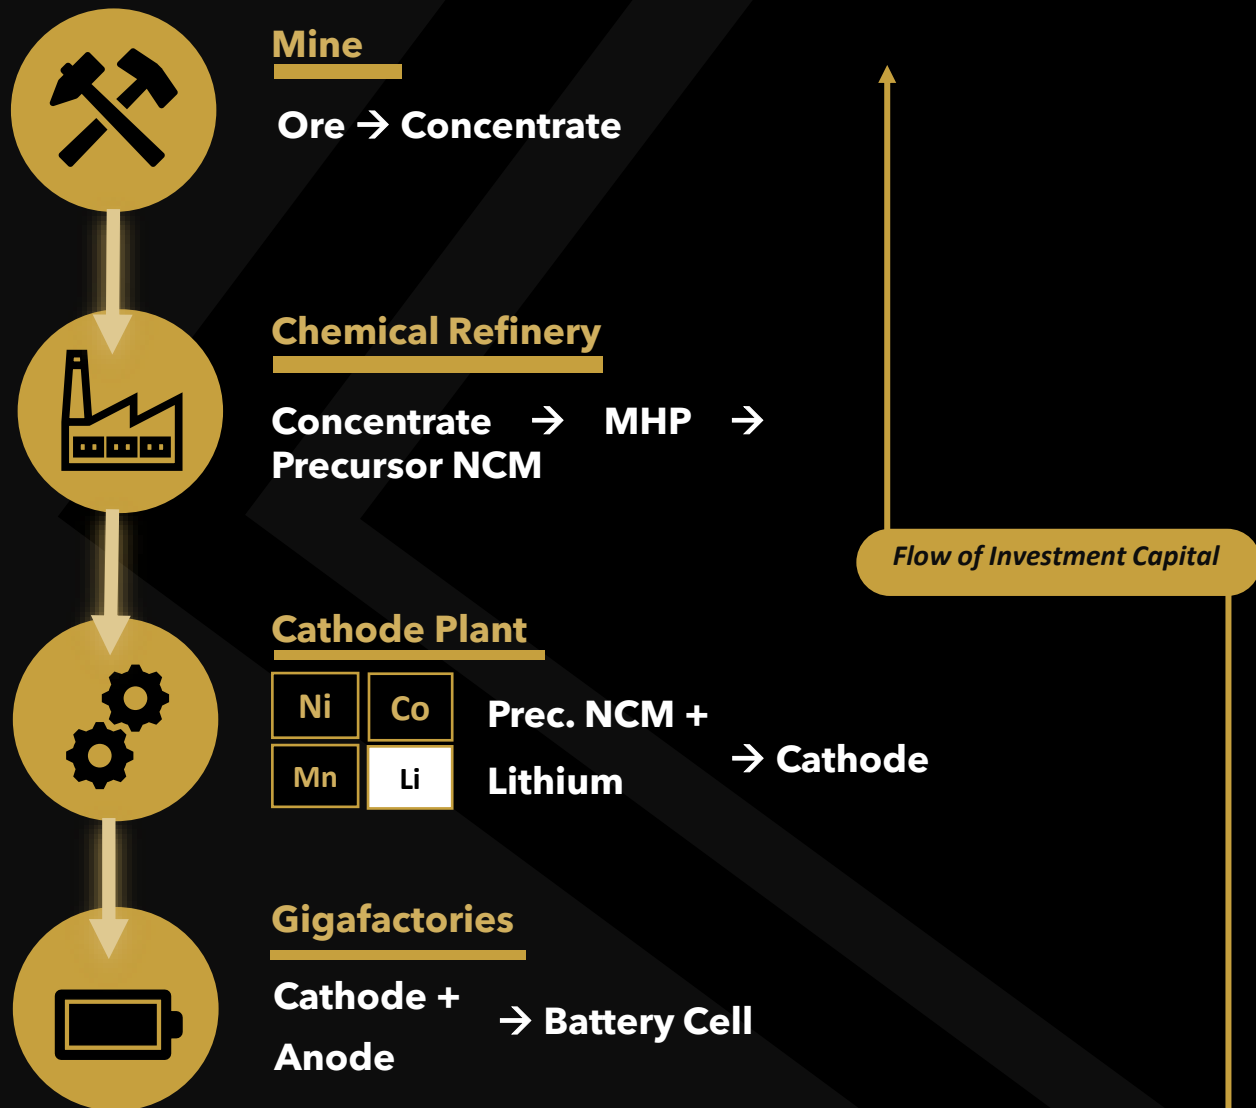 Mine
Ore → Concentrate
Chemical Refinery
Concentrate → MHP →
Precursor NCM
Flow of Investment Capital
Cathode Plant
Ni Co
Mn Li
Prec. NCM +
Lithium
→ Cathode
Gigafactories
Cathode +
Anode
→ Battery Cell